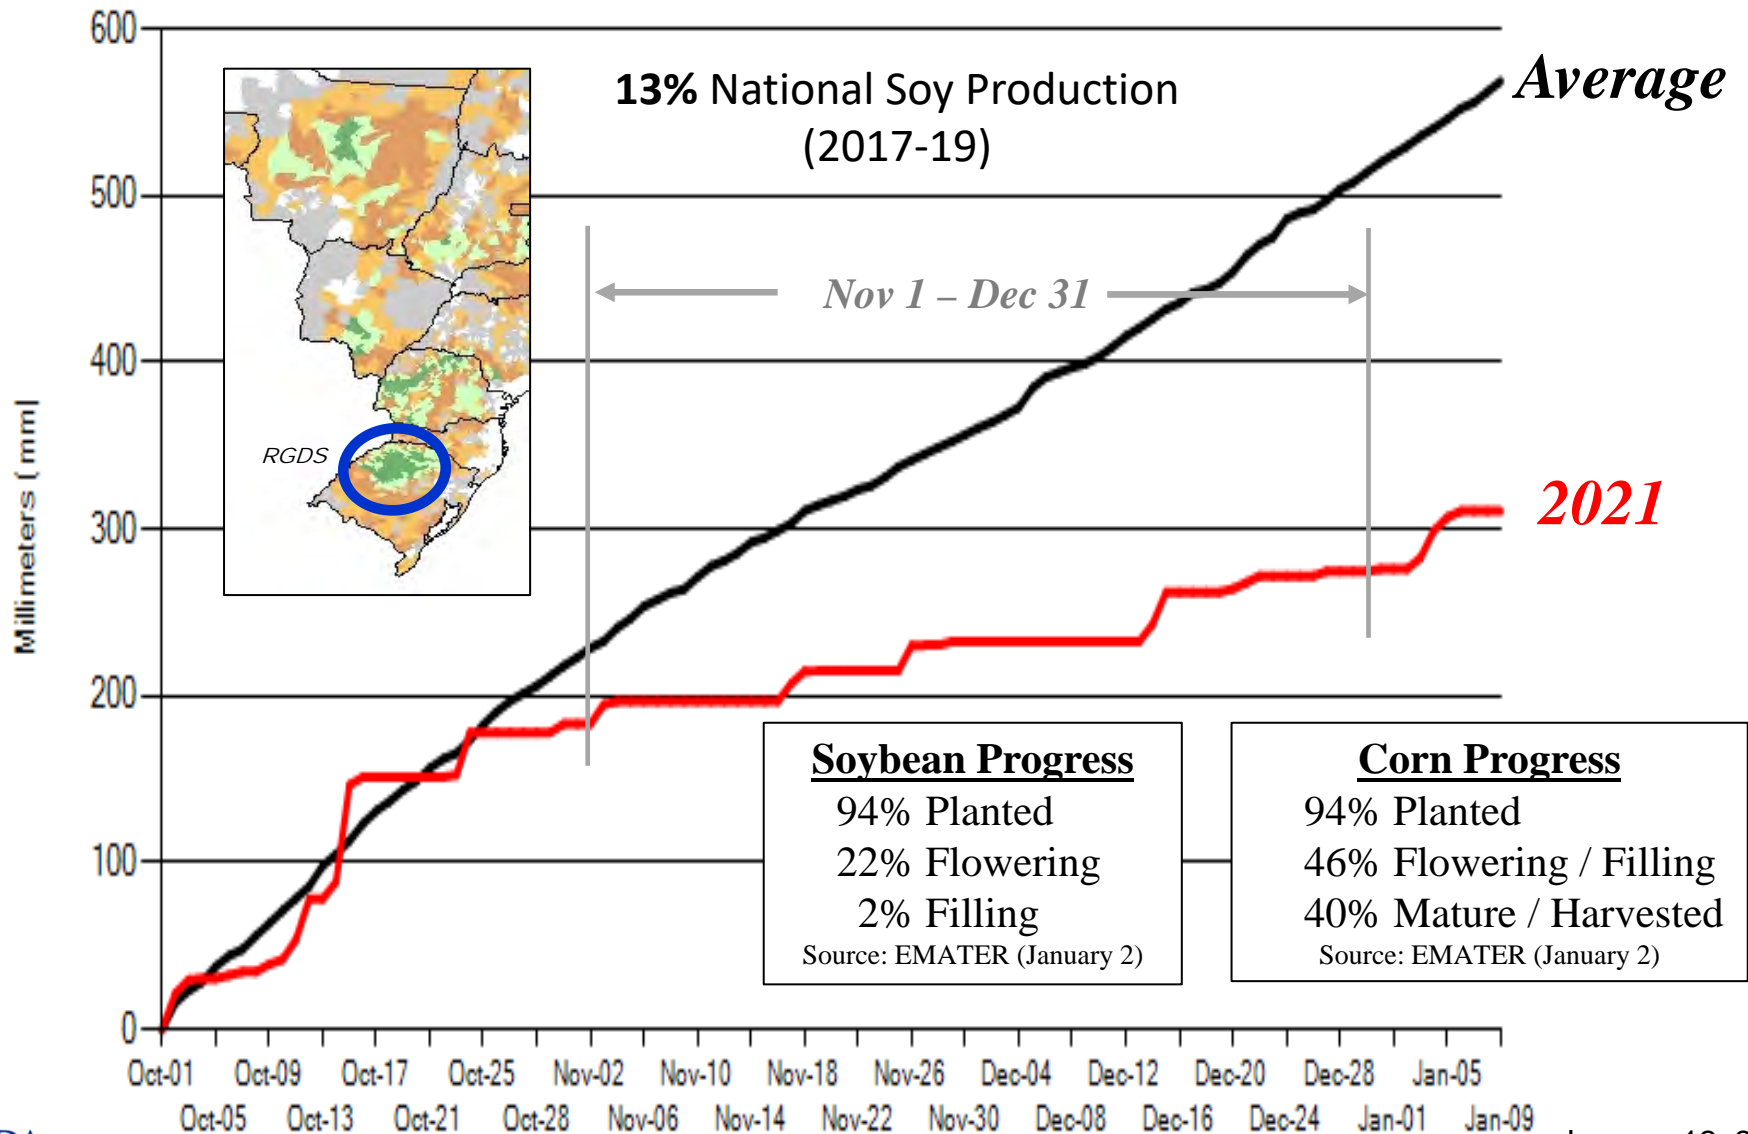 600
500
400
300
200
100
0
Millimeters (mm)
13% National Soy Production
(2017-19)
Average
Nov 1 – Dec 31
RGDS
2021
Soybean Progress
94% Planted
22% Flowering
2% Filling
Source: EMATER (January 2)
Corn Progress
94% Planted
46% Flowering / Filling
40% Mature / Harvested
Source: EMATER (January 2)
Oct-01 Oct-09 Oct-17 Oct-25 Nov-02 Nov-10 Nov-18 Nov-26 Dec-04 Dec-12 Dec-20 Dec-28 Jan-05
Oct-05 Oct-13 Oct-21 Oct-28 Nov-06 Nov-14 Nov-22 Nov-30 Dec-08 Dec-16 Dec-24 Jan-01 Jan-09